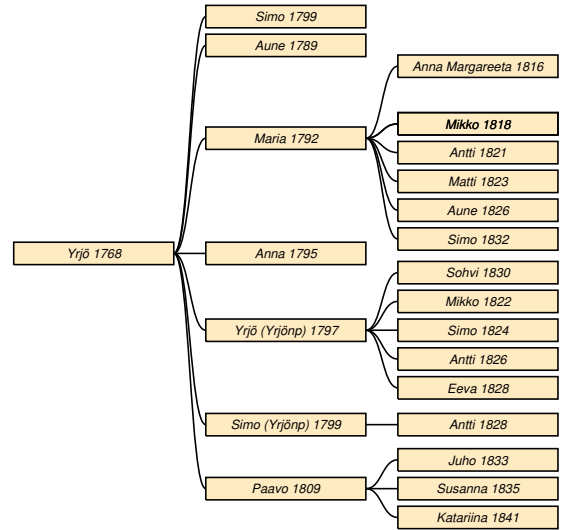 Simo 1799
Aune 1789
Anna Margareeta 1816
Mikko 1818
Maria 1792
Antti 1821
Matti 1823
Aune 1826
Simo 1832
Yrjö 1768
Anna 1795
Sohvi 1830
Mikko 1822
Yrjö (Yrjönp) 1797
Simo 1824
Antti 1826
Eeva 1828
Simo (Yrjönp) 1799
Antti 1828
Juho 1833
Paavo 1809
Susanna 1835
Katariina 1841